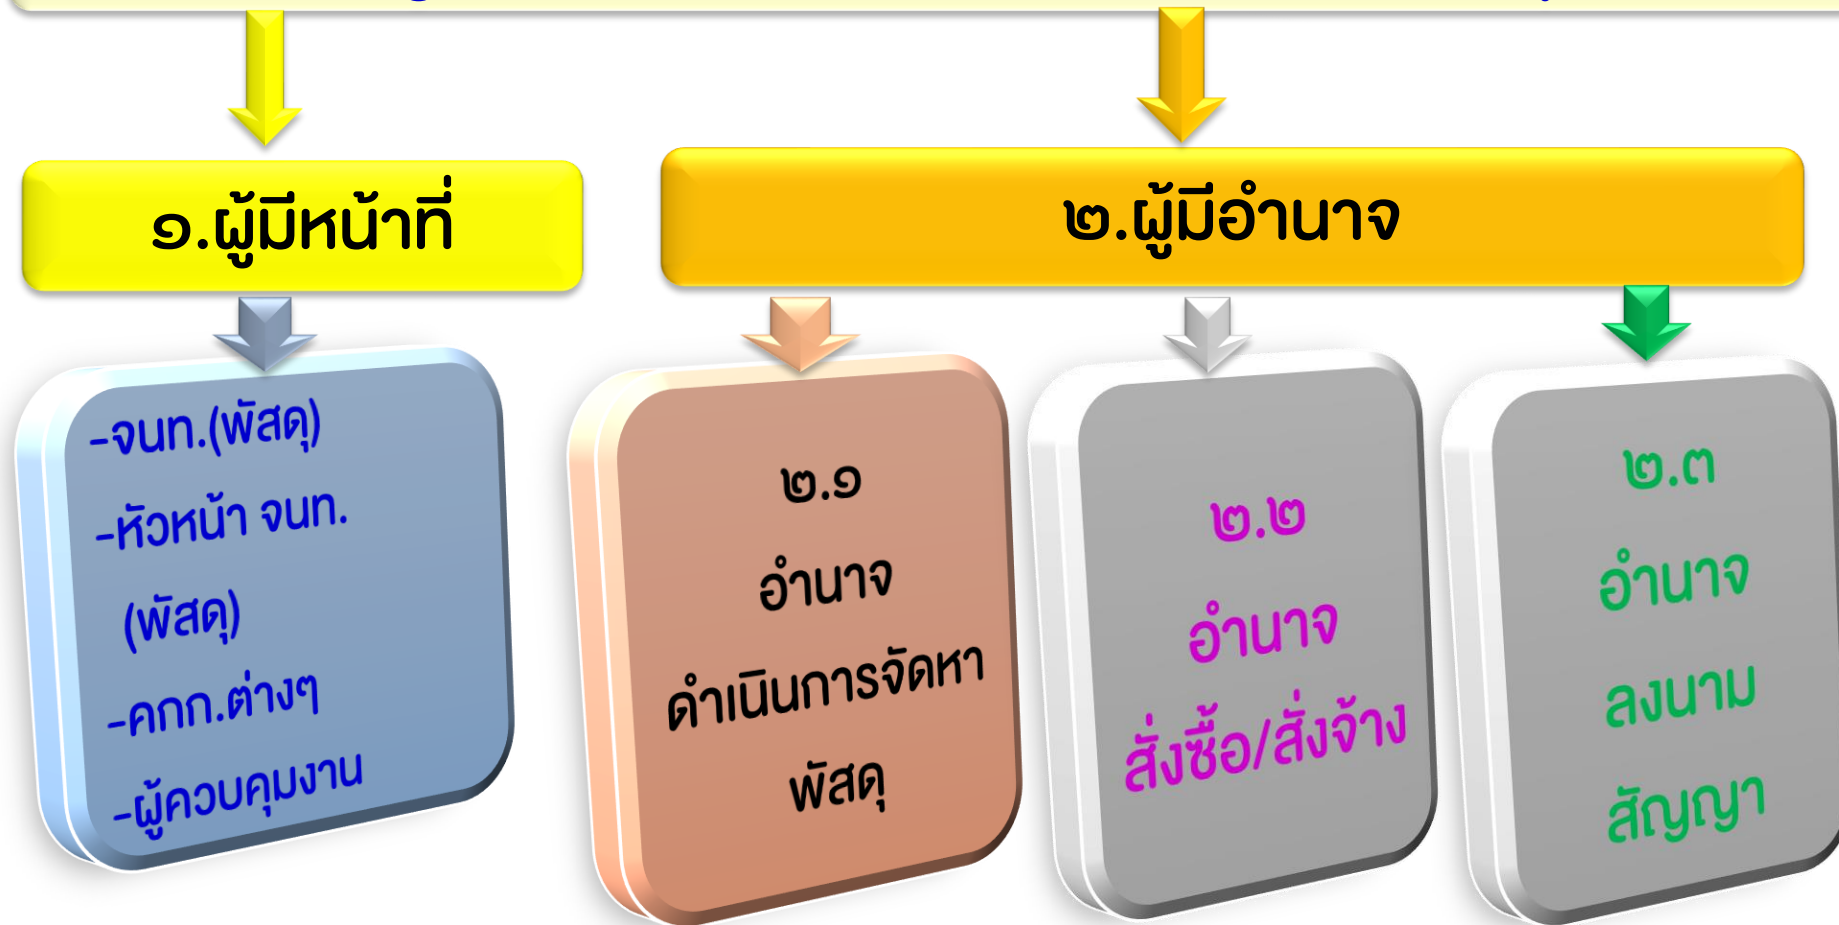 ๑.ผู้มีหน้าที่
๒.ผู้มีอำนาจ
-จนท.(พัสดุ)
-หัวหน้า จนท.
(พัสดุ)
-คกก.ต่างๆ
-ผู้ควบคุมงาน
๒.๑
อำนาจ
ดำเนินการจัดหา
พัสดุ
๒.๒
อำนาจ
สั่งซื้อ/สั่งจ้าง
๒.๓
อำนาจ
ลงนาม
สัญญา